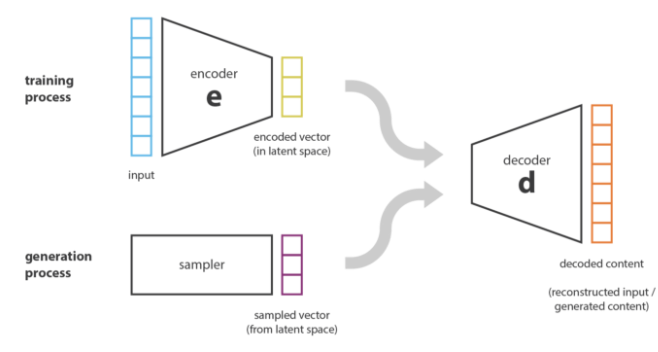 training
process
encoder
e
encoded vector
(in latent space)
input
decoder
d
generation
process
sampler
sampled vector
(from latent space)
decoded content
(reconstructed input /
generated content)